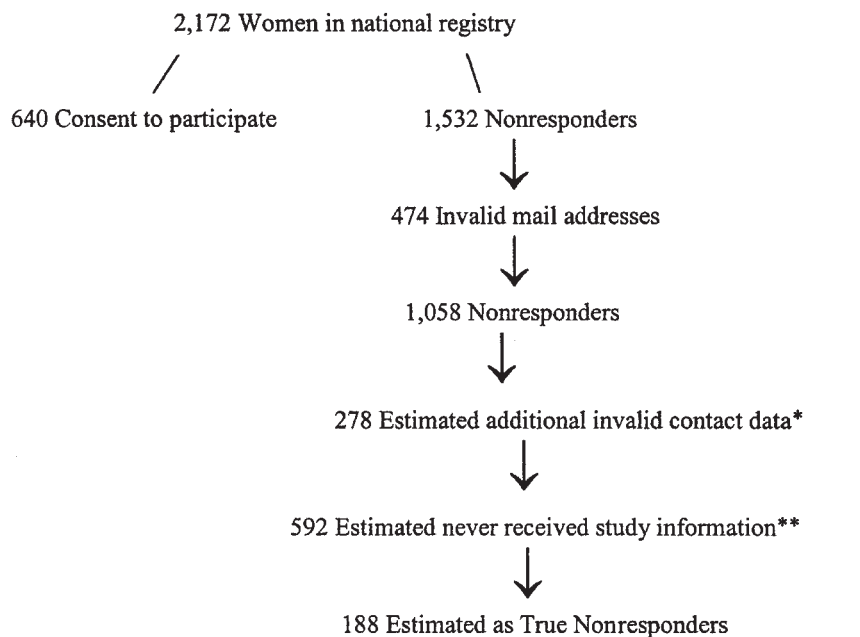 2,172 Women in national registry
640 Consent to participate
1,532 Nonresponders
474 Invalid mail addresses
1,058 Nonresponders
278 Estimated additional invalid contact data*
592 Estimated never received study information**
188 Estimated as True Nonresponders